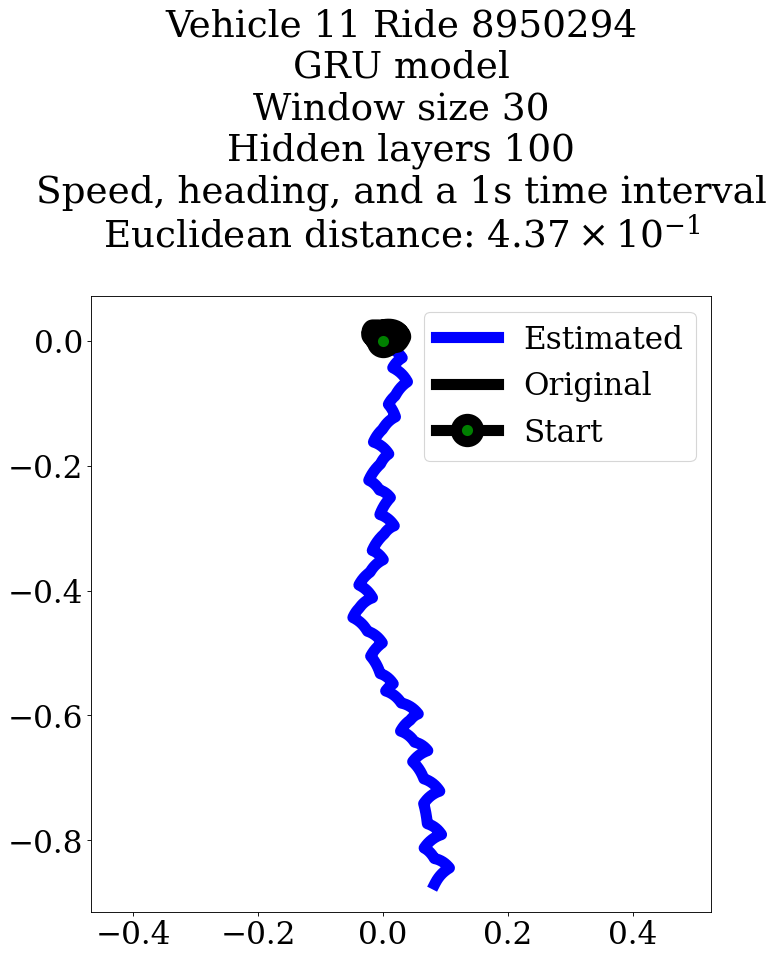 Vehicle 11 Ride 8950294
GRU model
Window size 30
Hidden layers 100
Speed, heading, and a 1s time interval
Euclidean distance: 4.37 × 10⁻¹
Estimated
Original
Start
0.0
−0.2
−0.4
−0.6
−0.8
−0.4 −0.2 0.0 0.2 0.4